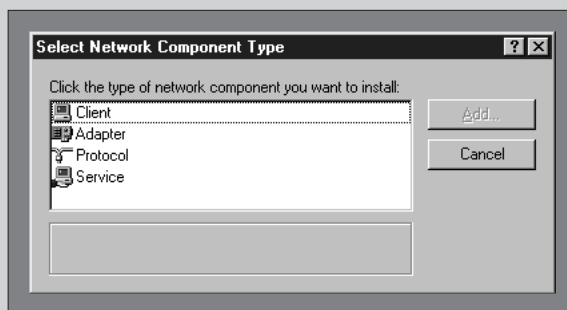 Select Network Component Type
Click the type of network component you want to install:
Client
Adapter
Protocol
Service
Add...
Cancel